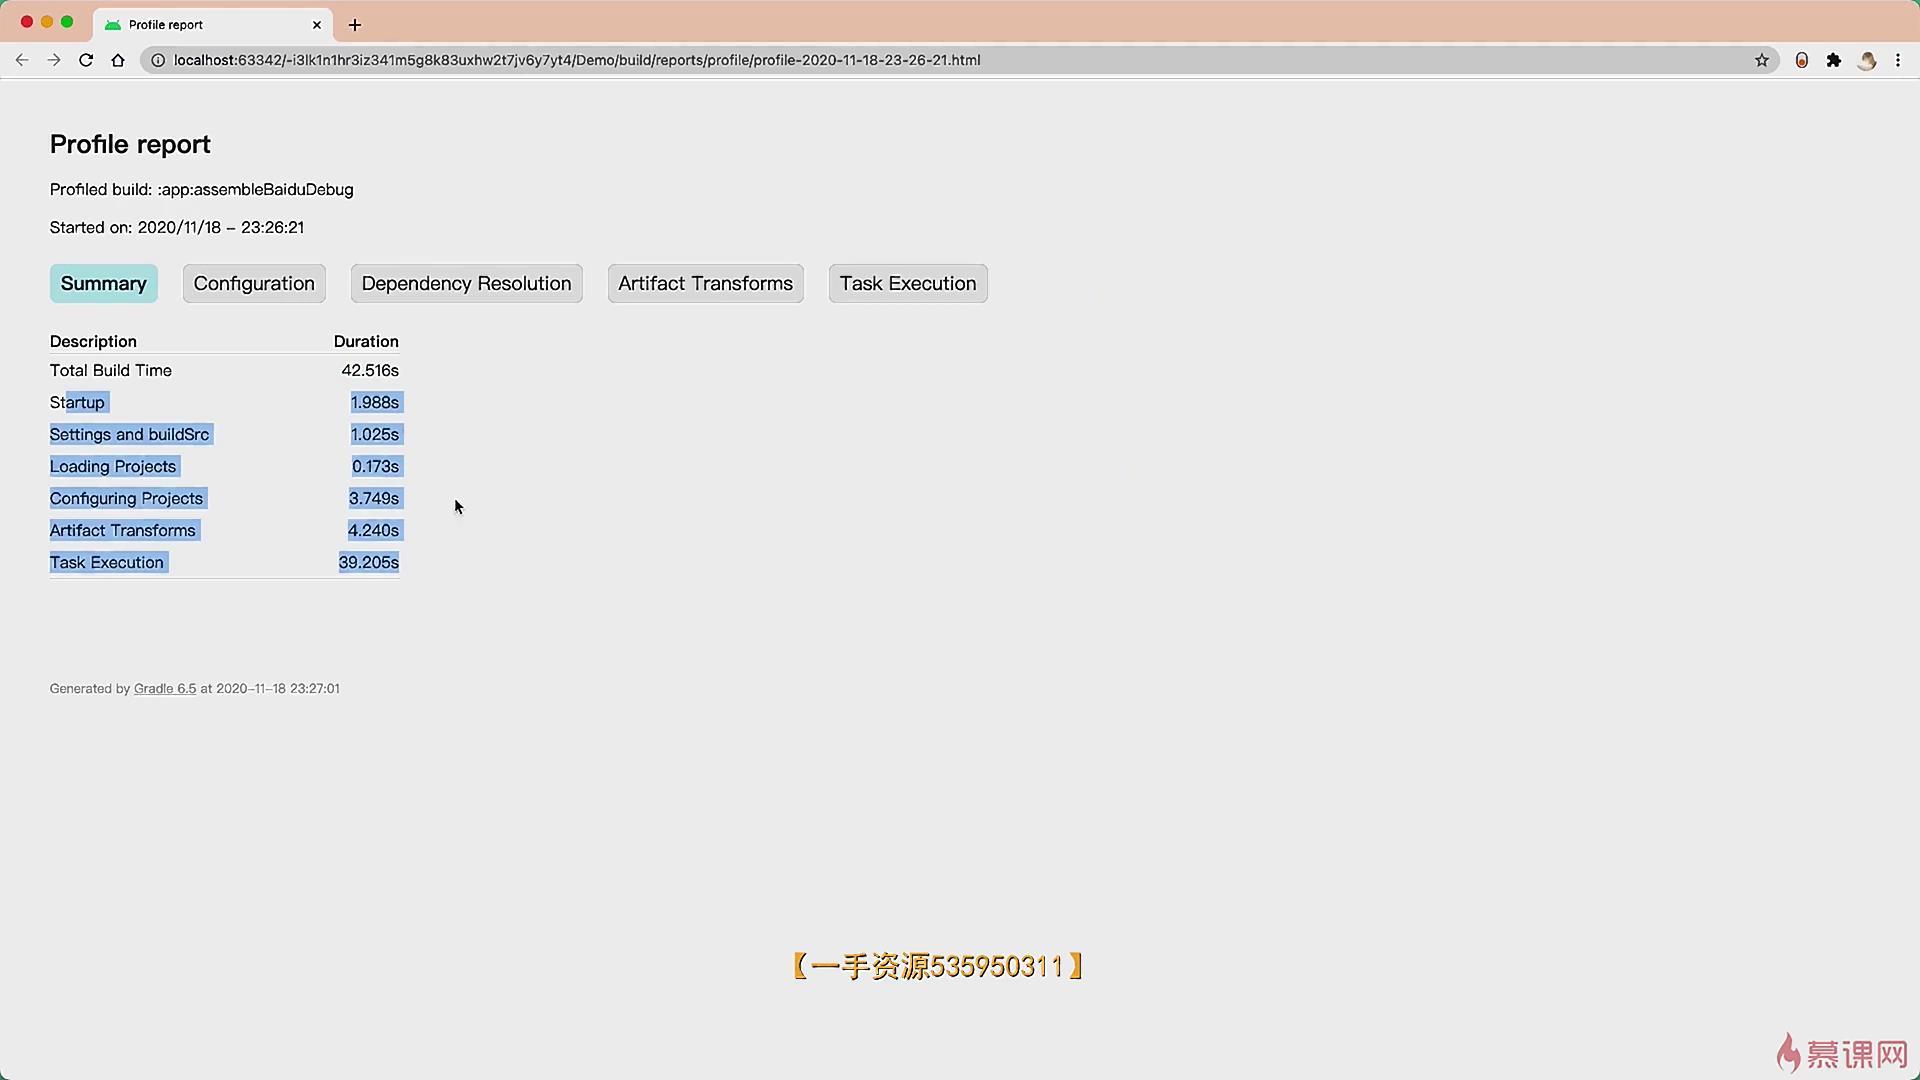 Profile report
localhost:63342/-i3lk1n1hr3iz341m5g8k83uxhw2t7jv6y7yt4/Demo/build/reports/profile/profile-2020-11-18-23-26-21.html
Profile report
Profiled build: :app:assembleBaiduDebug
Started on: 2020/11/18 – 23:26:21
Summary Configuration Dependency Resolution Artifact Transforms Task Execution
Description Duration
Total Build Time 42.516s
Startup 1.988s
Settings and buildSrc 1.025s
Loading Projects 0.173s
Configuring Projects 3.749s
Artifact Transforms 4.240s
Task Execution 39.205s
Generated by Gradle 6.5 at 2020-11-18 23:27:01
【一手资源535950311】
慕课网